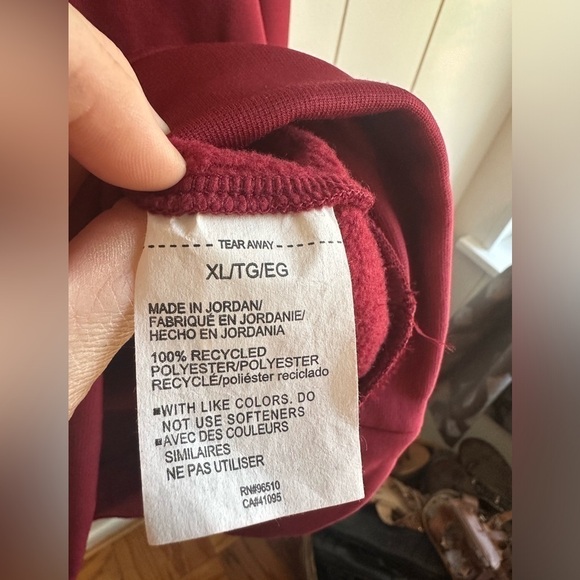 TEAR AWAY
XL/TG/EG
MADE IN JORDAN/
FABRIQUÉ EN JORDANIE/
HECHO EN JORDANIA
100% RECYCLED
POLYESTER/POLYESTER
RECYCLÉ/poliéster reciclado
WITH LIKE COLORS. DO
NOT USE SOFTENERS
AVEC DES COULEURS
SIMILAIRES
NE PAS UTILISER
RN#96510
CA#41095